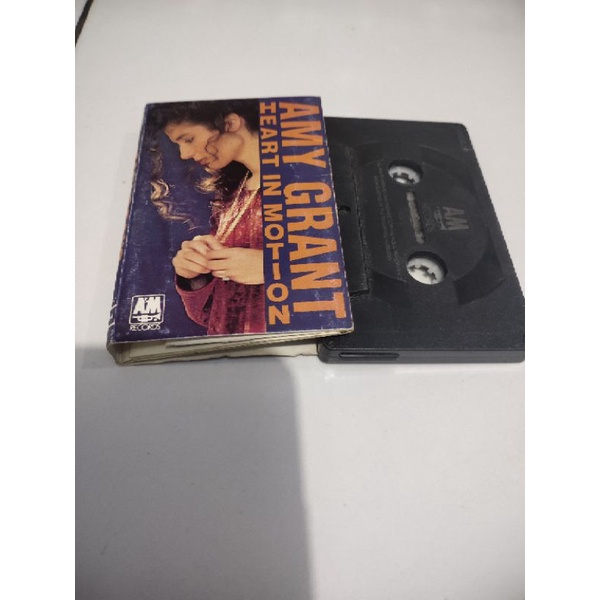 AMY GRANT
HEART IN MOTION
A&M
RECORDS
A&M